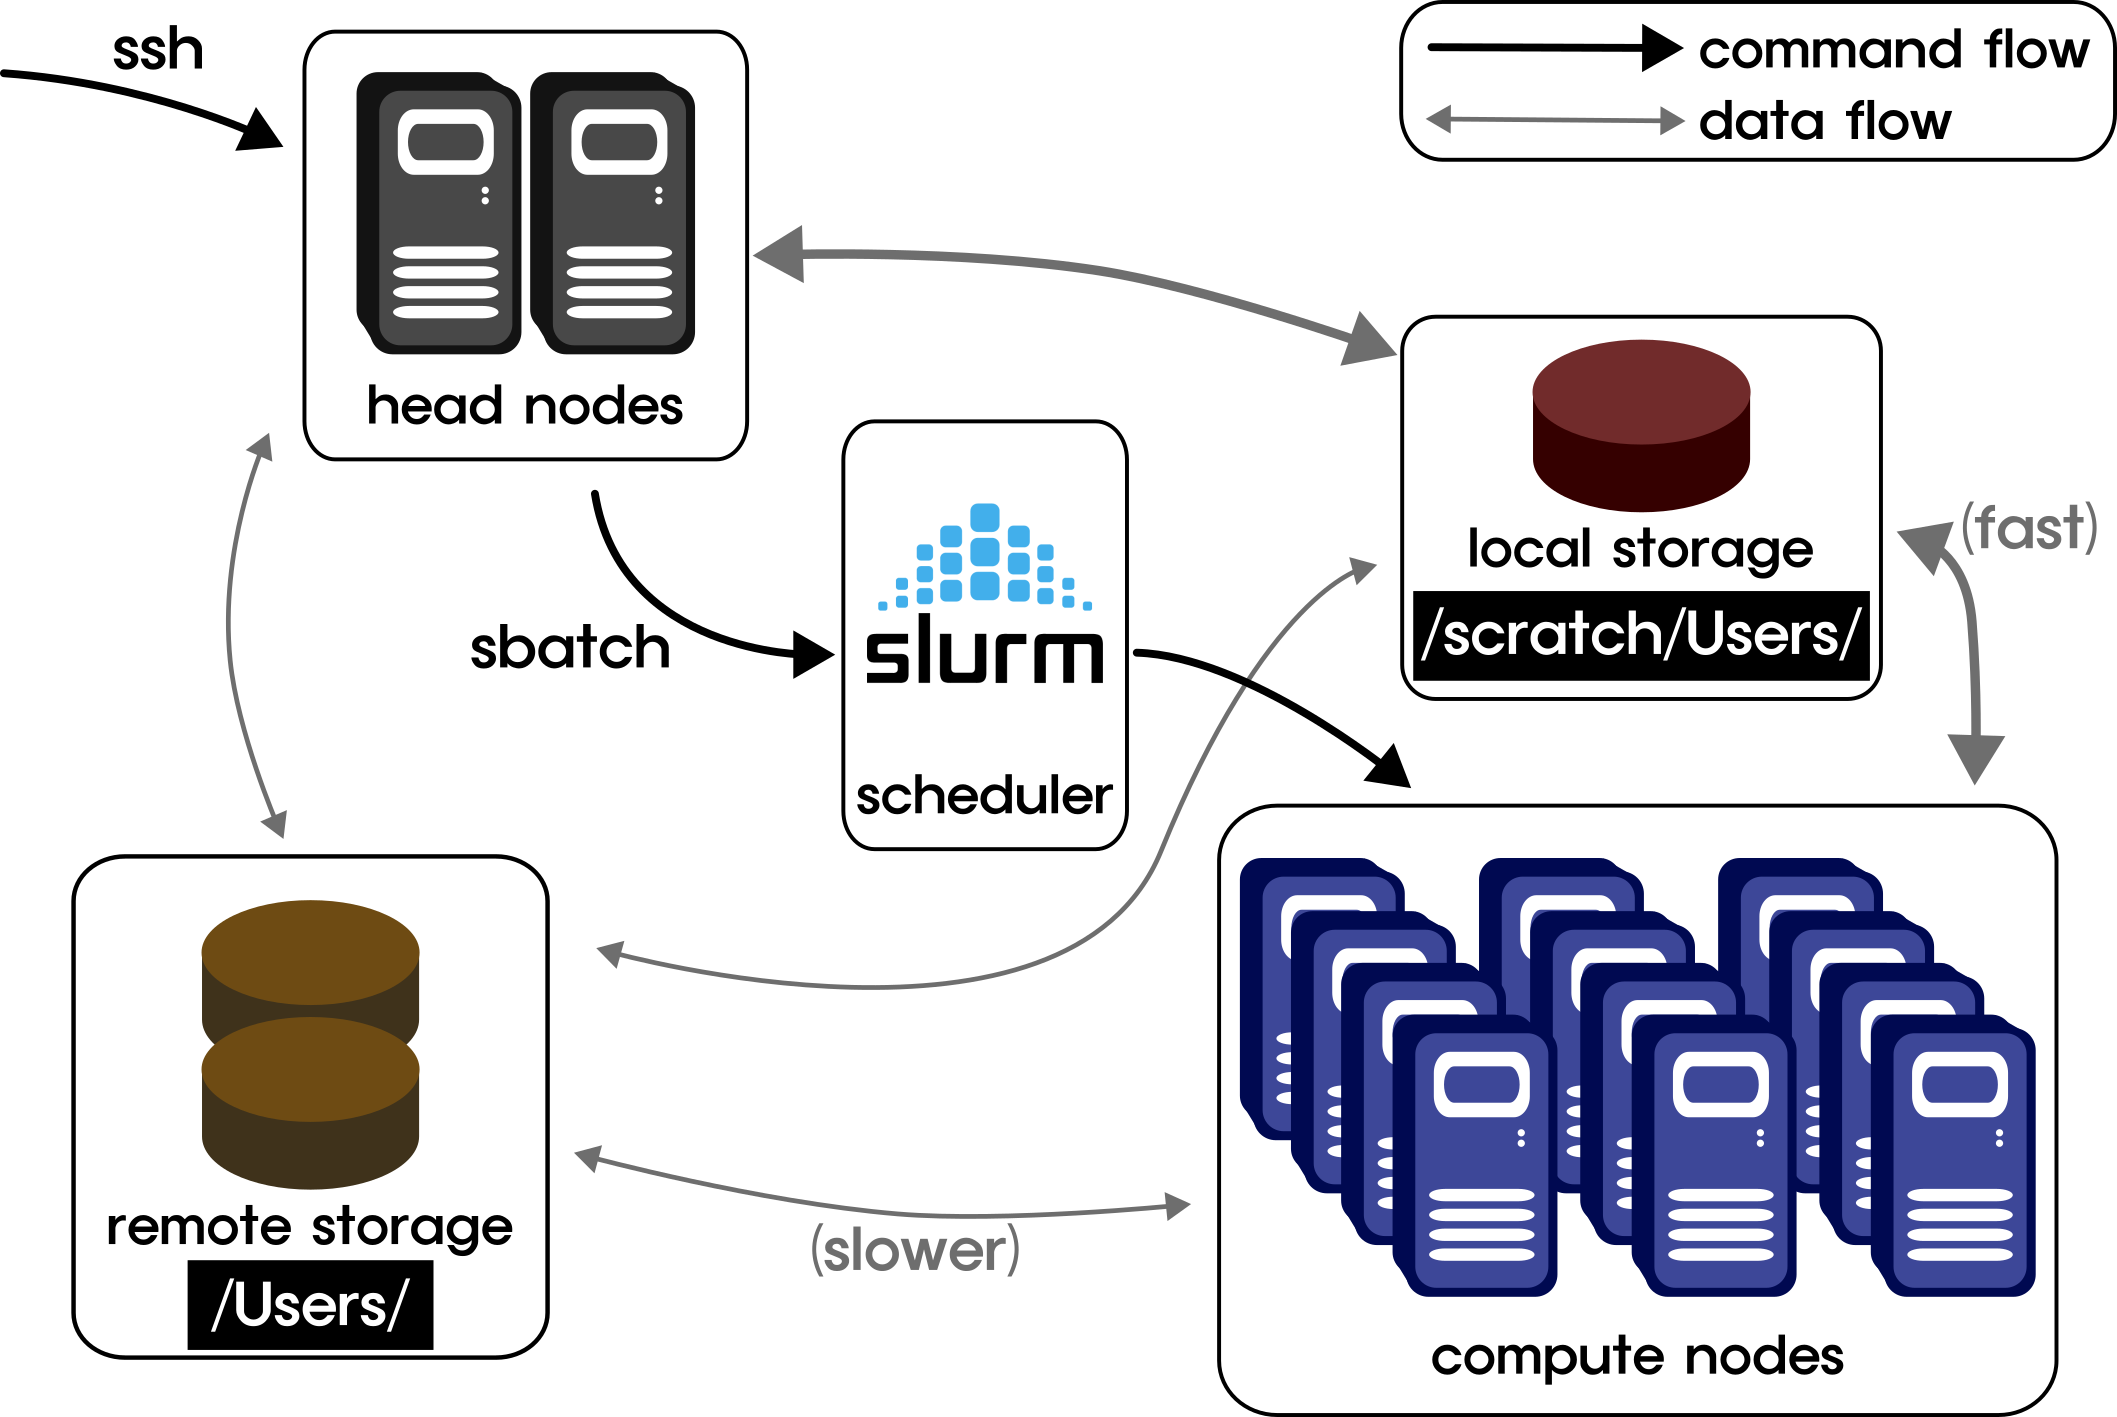 ssh
command flow
data flow
head nodes
local storage
/scratch/Users/
(fast)
sbatch
slurm
scheduler
remote storage
/Users/
(slower)
compute nodes